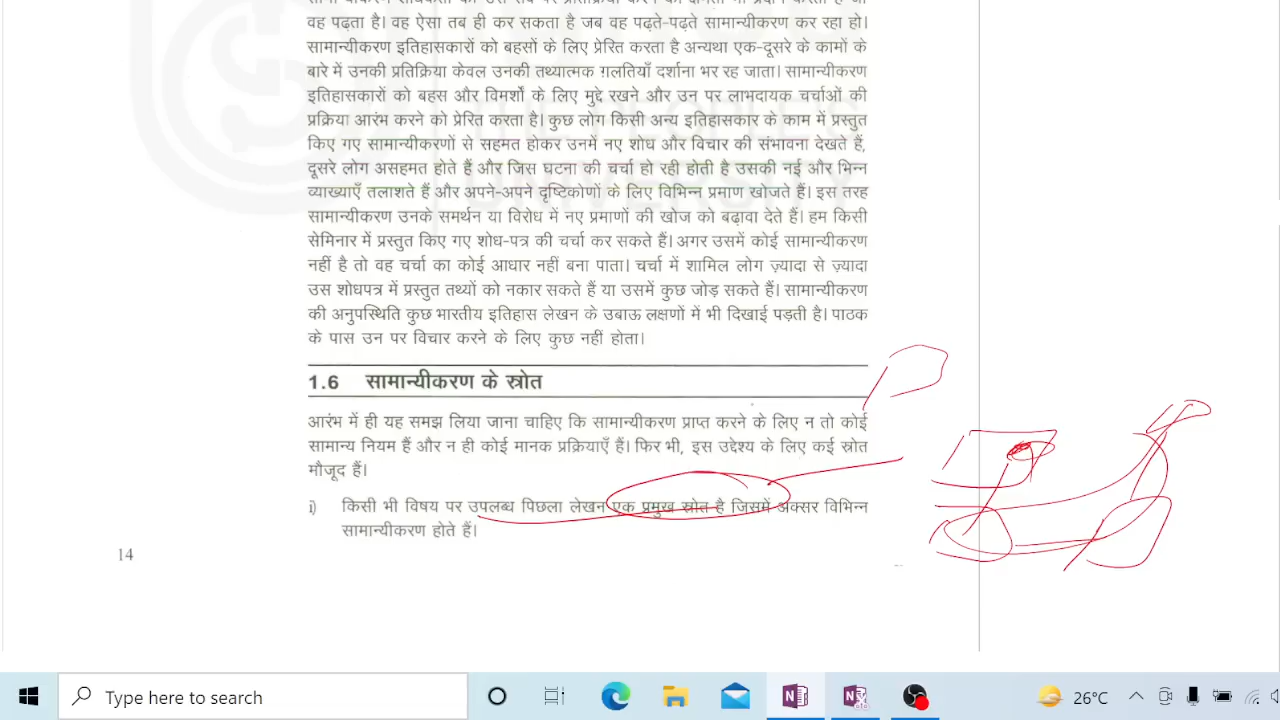 वह पढ़ता है। वह ऐसा तब ही कर सकता है जब वह पढ़ते-पढ़ते सामान्यीकरण कर रहा हो।
सामान्यीकरण इतिहासकारों को बहसों के लिए प्रेरित करता है अन्यथा एक-दूसरे के कामों के
बारे में उनकी प्रतिक्रिया केवल उनकी तथ्यात्मक ग़लतियाँ दर्शाना भर रह जाता। सामान्यीकरण
इतिहासकारों को बहस और विमर्शों के लिए मुद्दे रखने और उन पर लाभदायक चर्चाओं की
प्रक्रिया आरंभ करने को प्रेरित करता है। कुछ लोग किसी अन्य इतिहासकार के काम में प्रस्तुत
किए गए सामान्यीकरणों से सहमत होकर उनमें नए शोध और विचार की संभावना देखते हैं,
दूसरे लोग असहमत होते हैं और जिस घटना की चर्चा हो रही होती है उसकी नई और भिन्न
व्याख्याएँ तलाशते हैं और अपने-अपने दृष्टिकोणों के लिए विभिन्न प्रमाण खोजते हैं। इस तरह
सामान्यीकरण उनके समर्थन या विरोध में नए प्रमाणों की खोज को बढ़ावा देते हैं। हम किसी
सेमिनार में प्रस्तुत किए गए शोध-पत्र की चर्चा कर सकते हैं। अगर उसमें कोई सामान्यीकरण
नहीं है तो वह चर्चा का कोई आधार नहीं बना पाता। चर्चा में शामिल लोग ज़्यादा से ज़्यादा
उस शोधपत्र में प्रस्तुत तथ्यों को नकार सकते हैं या उसमें कुछ जोड़ सकते हैं। सामान्यीकरण
की अनुपस्थिति कुछ भारतीय इतिहास लेखन के उबाऊ लक्षणों में भी दिखाई पड़ती है। पाठक
के पास उन पर विचार करने के लिए कुछ नहीं होता।
1.6 सामान्यीकरण के स्रोत
आरंभ में ही यह समझ लिया जाना चाहिए कि सामान्यीकरण प्राप्त करने के लिए न तो कोई
सामान्य नियम हैं और न ही कोई मानक प्रक्रियाएँ हैं। फिर भी, इस उद्देश्य के लिए कई स्रोत
मौजूद हैं।
i) किसी भी विषय पर उपलब्ध पिछला लेखन एक प्रमुख स्रोत है जिसमें अक्सर विभिन्न
सामान्यीकरण होते हैं।
14
THE PEOPLE'S
UNIVERSITY
Type here to search
26°C